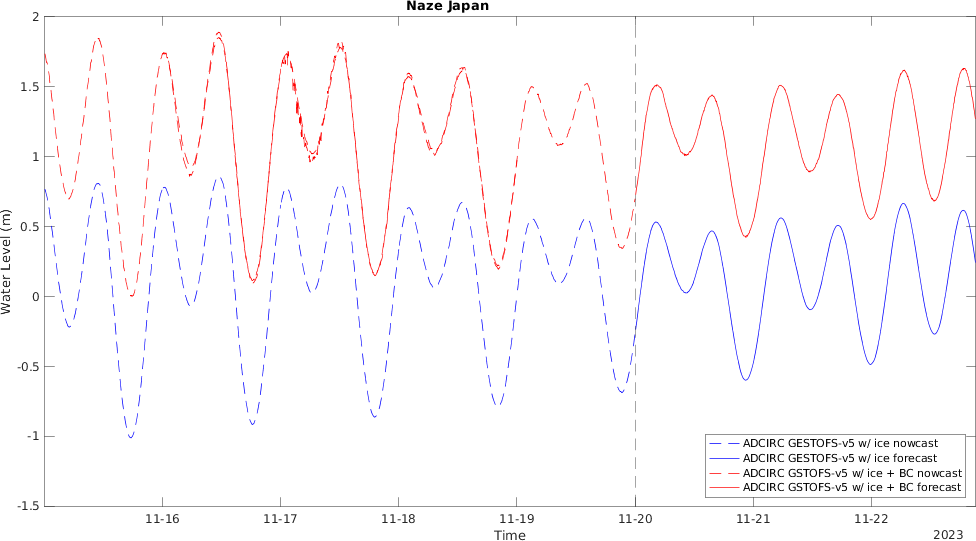 Naze Japan
2
1.5
1
0.5
0
-0.5
-1
-1.5
Water Level (m)
11-16
11-17
11-18
11-19
11-20
11-21
11-22
Time
2023
ADCIRC GESTOFS-v5 w/ ice nowcast
ADCIRC GESTOFS-v5 w/ ice forecast
ADCIRC GSTOFS-v5 w/ ice + BC nowcast
ADCIRC GSTOFS-v5 w/ ice + BC forecast